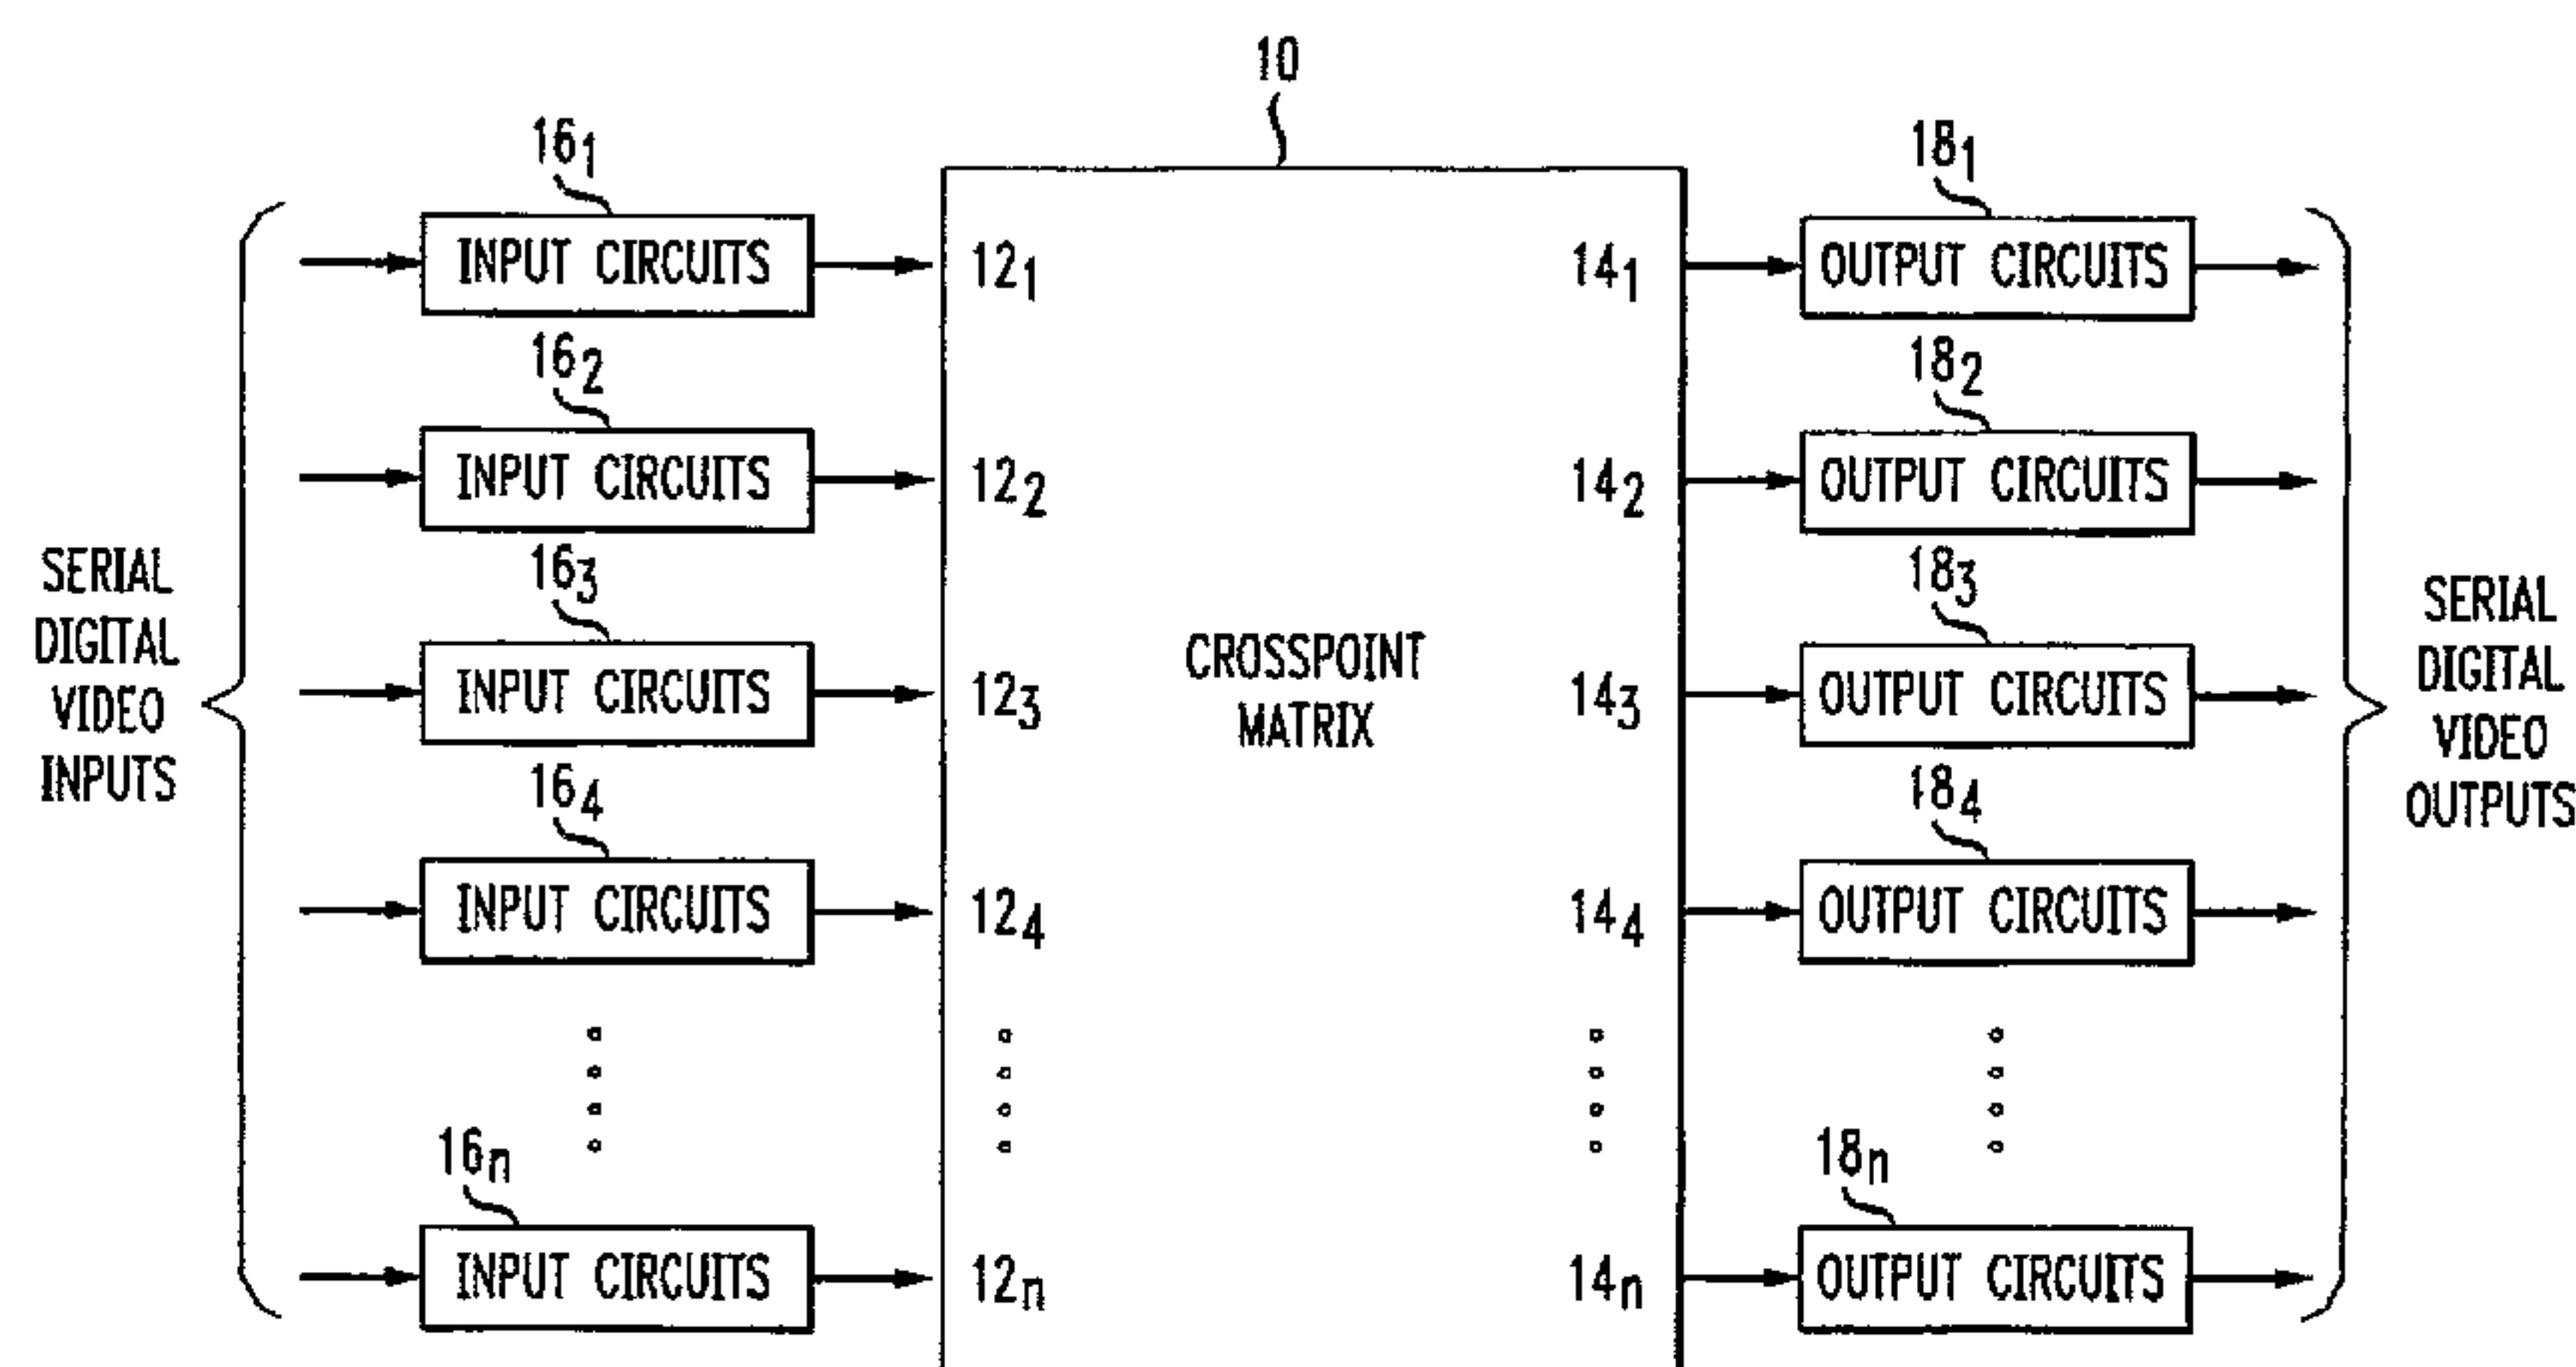 10
16₁
18₁
INPUT CIRCUITS
12₁
14₁
OUTPUT CIRCUITS
16₂
18₂
INPUT CIRCUITS
12₂
14₂
OUTPUT CIRCUITS
SERIAL
DIGITAL
VIDEO
INPUTS
16₃
18₃
INPUT CIRCUITS
12₃
CROSSPOINT
MATRIX
14₃
OUTPUT CIRCUITS
SERIAL
DIGITAL
VIDEO
OUTPUTS
16₄
18₄
INPUT CIRCUITS
12₄
14₄
OUTPUT CIRCUITS
16ₙ
18ₙ
INPUT CIRCUITS
12ₙ
14ₙ
OUTPUT CIRCUITS